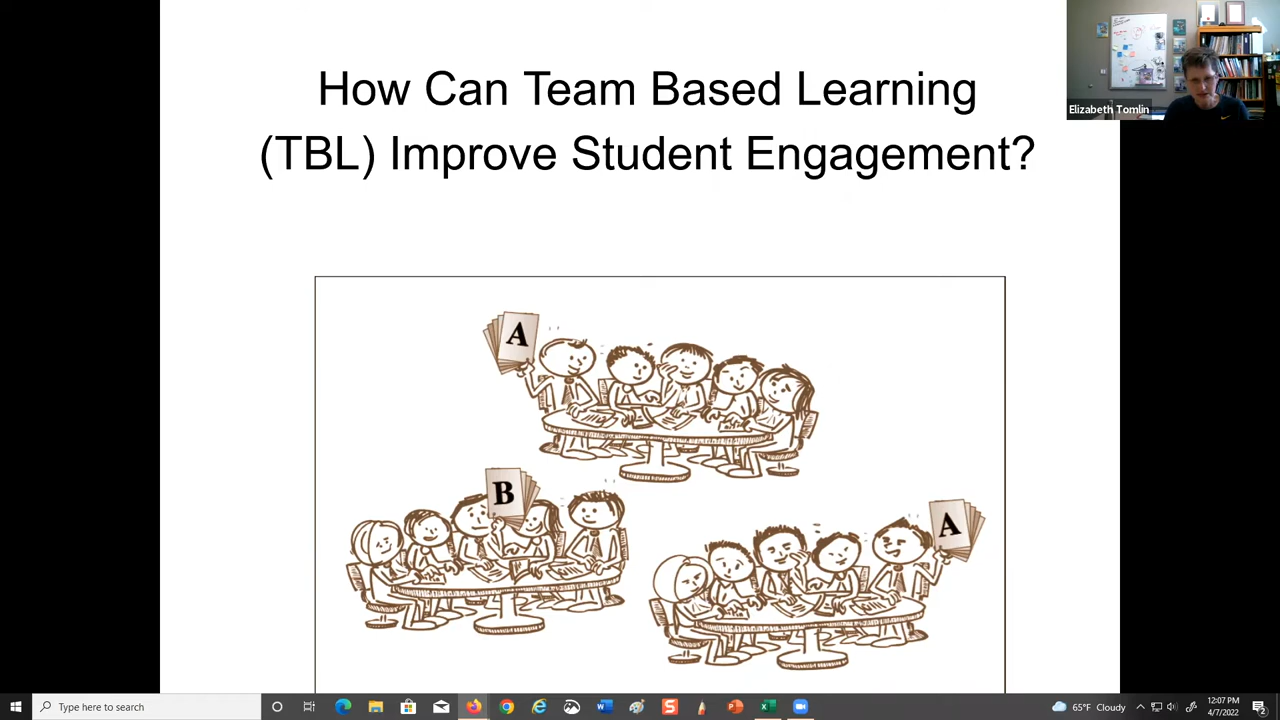 How Can Team Based Learning
(TBL) Improve Student Engagement?
Elizabeth Tomlin
A
B
A
Type here to search
65°F Cloudy
12:07 PM
4/7/2022
2